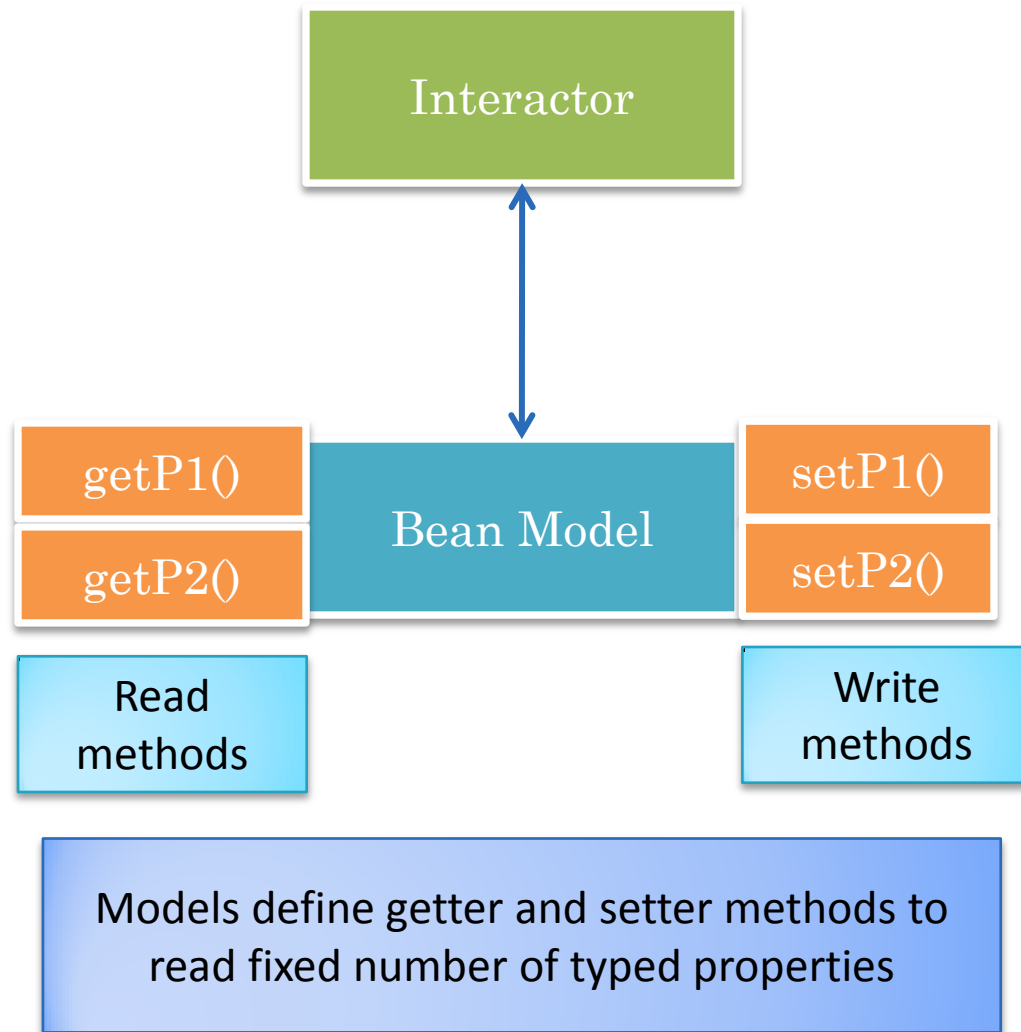 Interactor
getP1()
Bean Model
setP1()
getP2()
setP2()
Read
methods
Write
methods
Models define getter and setter methods to
read fixed number of typed properties